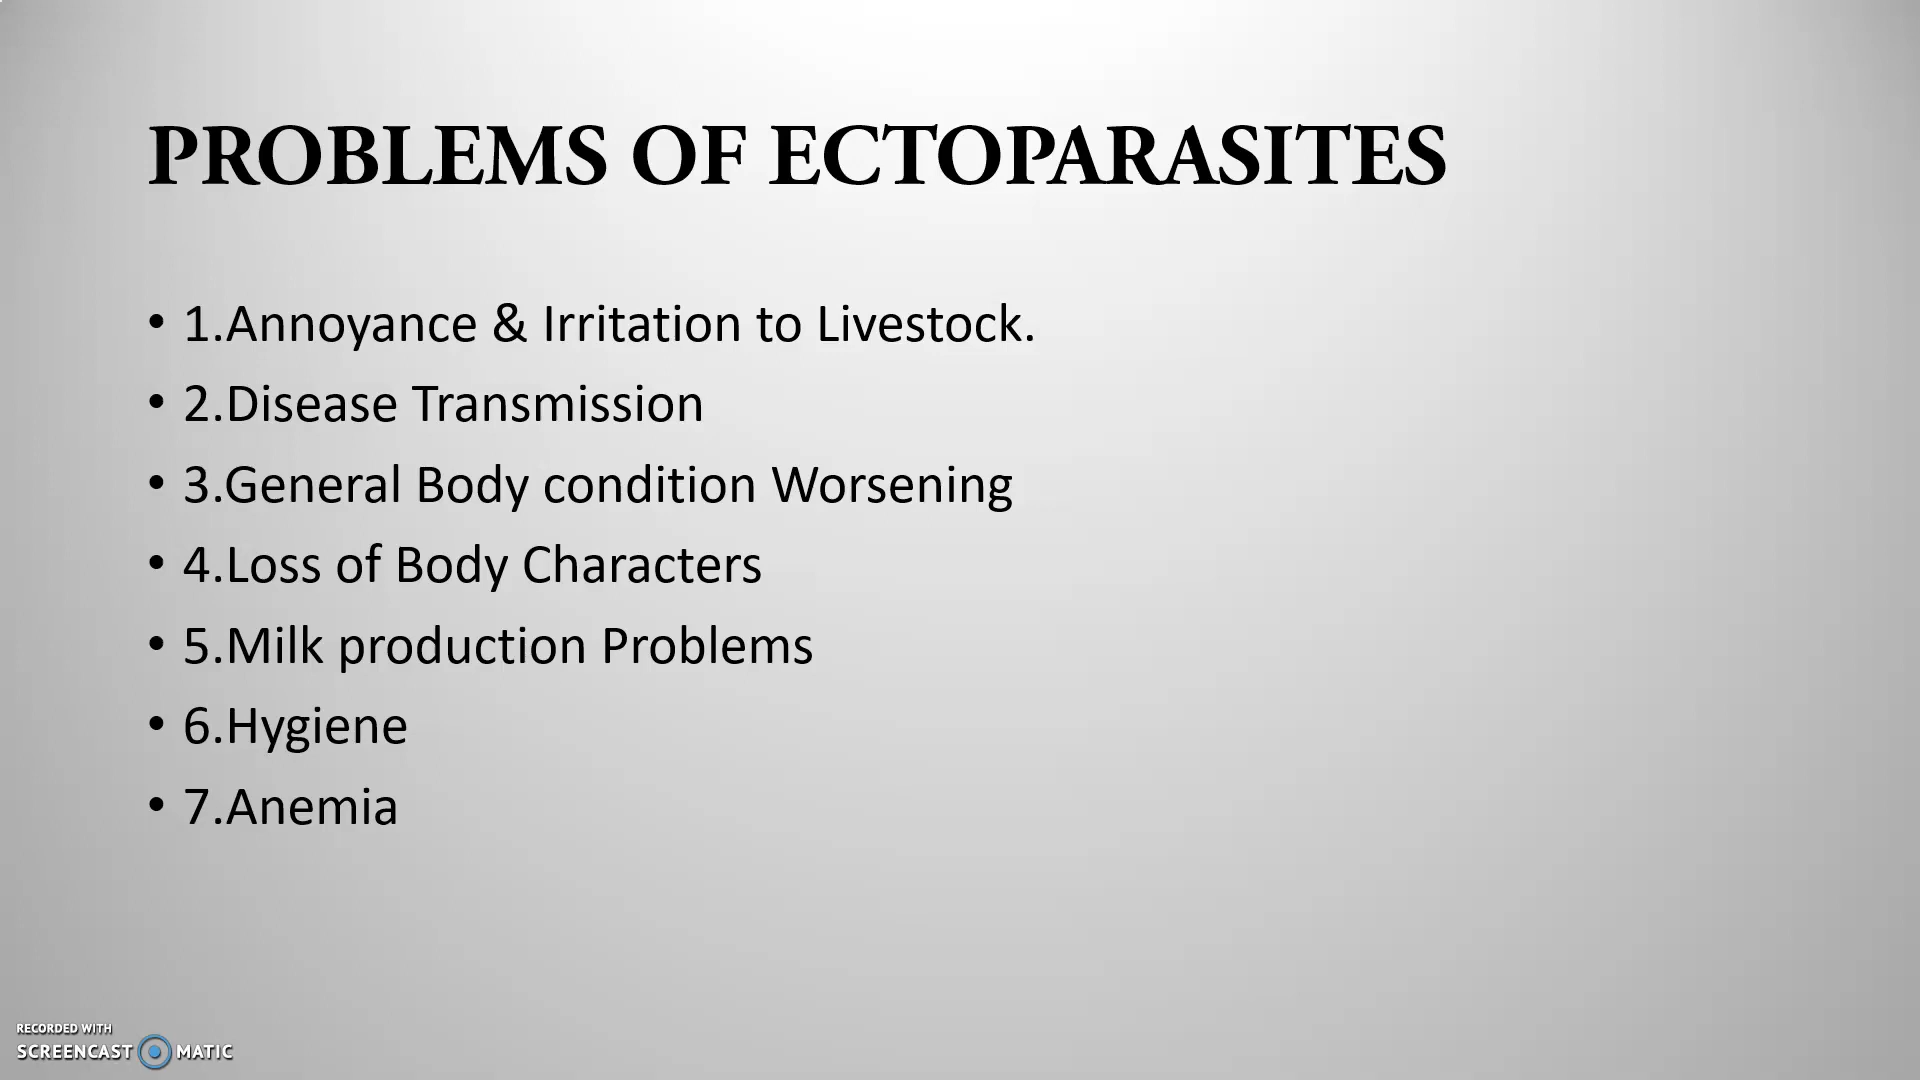 PROBLEMS OF ECTOPARASITES
• 1.Annoyance & Irritation to Livestock.
• 2.Disease Transmission
• 3.General Body condition Worsening
• 4.Loss of Body Characters
• 5.Milk production Problems
• 6.Hygiene
• 7.Anemia
RECORDED WITH
SCREENCAST MATIC